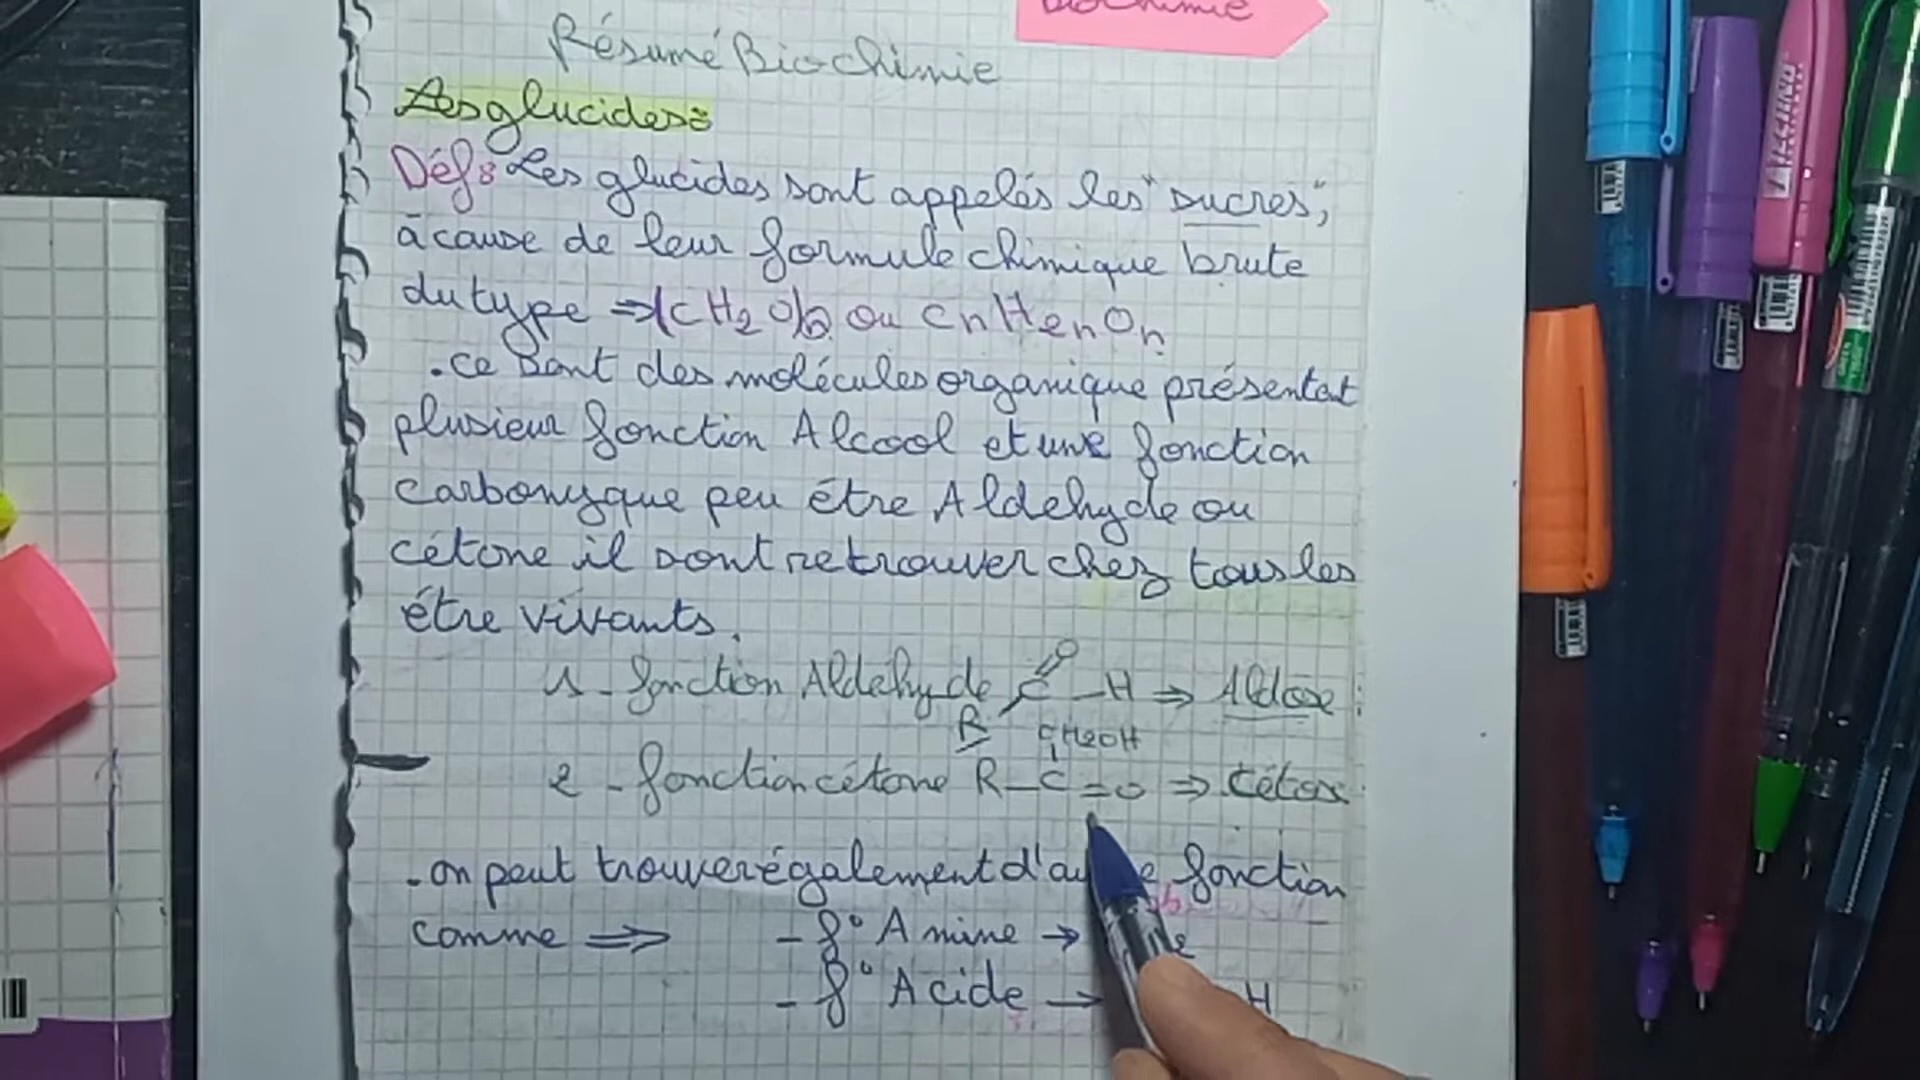 Biochimie
Résumé Biochimie
Les glucides:
Déf: Les glucides sont appelés les "sucres",
à cause de leur formule chimique brute
du type ⇒ (CH2O)n ou CnH2nOn
. ce sont des molécules organique présentat
plusieur fonction Alcool et une fonction
carbonyque peu être Aldehyde ou
cétone il sont retrouver chez tous les
être vivants.
1 - fonction Aldehyde R-C(=O)-H ⇒ Aldose :
CH2OH
2 - fonction cétone R-C=O ⇒ Cétose
. on peut trouver également d'au e fonction
comme ⇒ - f° Amine →
- f° Acide → H